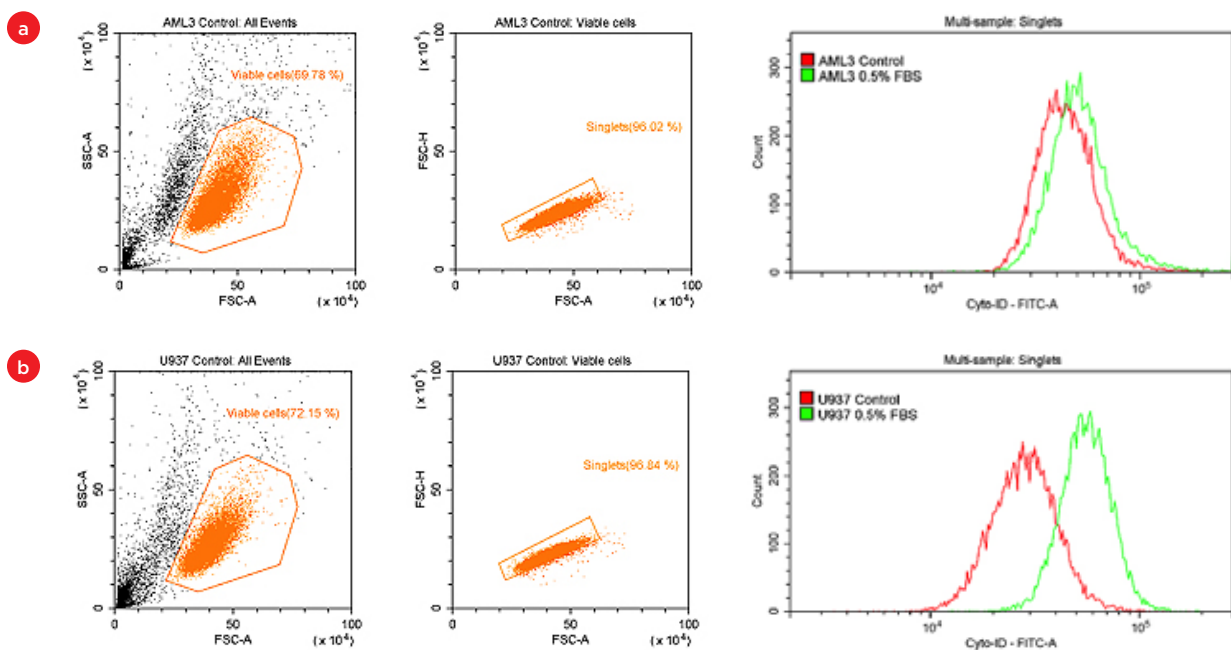 a
AML3 Control: All Events
(x 10⁴)
100
50
0
SSC-A
Viable cells(69.78 %)
0
50
100
FSC-A
(x 10⁴)
AML3 Control: Viable cells
(x 10⁴)
100
50
0
FSC-H
Singlets(96.02 %)
0
50
100
FSC-A
(x 10⁴)
Multi-sample: Singlets
AML3 Control
AML3 0.5% FBS
Count
300
200
100
0
10⁴
10⁵
Cyto-ID - FITC-A
b
U937 Control: All Events
(x 10⁴)
100
50
0
SSC-A
Viable cells(72.15 %)
0
50
100
FSC-A
(x 10⁴)
U937 Control: Viable cells
(x 10⁴)
100
50
0
FSC-H
Singlets(96.84 %)
0
50
100
FSC-A
(x 10⁴)
Multi-sample: Singlets
U937 Control
U937 0.5% FBS
Count
300
200
100
0
10⁴
10⁵
Cyto-ID - FITC-A